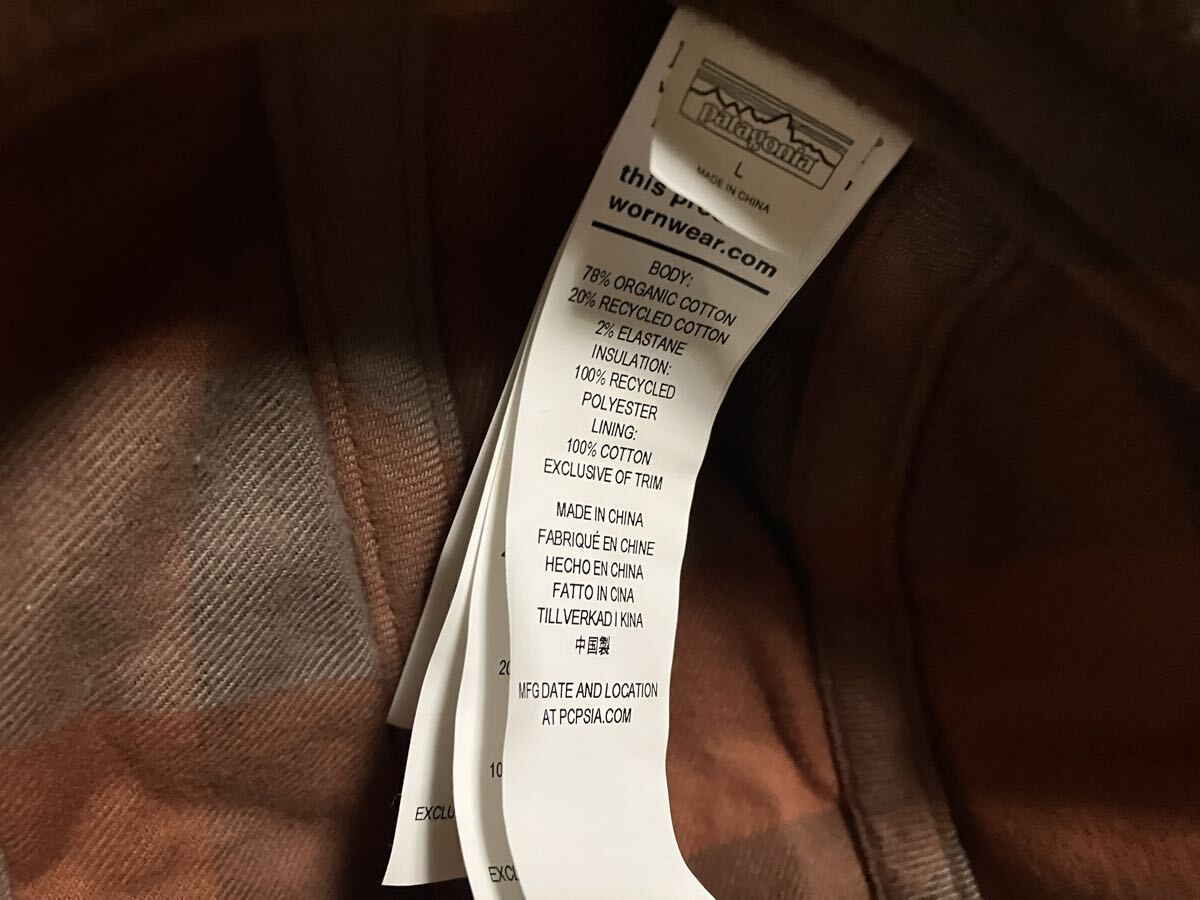 patagonia
L
MADE IN CHINA
this
wornwear.com
BODY:
78% ORGANIC COTTON
20% RECYCLED COTTON
2% ELASTANE
INSULATION:
100% RECYCLED
POLYESTER
LINING:
100% COTTON
EXCLUSIVE OF TRIM
MADE IN CHINA
FABRIQUÉ EN CHINE
HECHO EN CHINA
FATTO IN CINA
TILLVERKAD I KINA
中国製
MFG DATE AND LOCATION
AT PCPSIA.COM